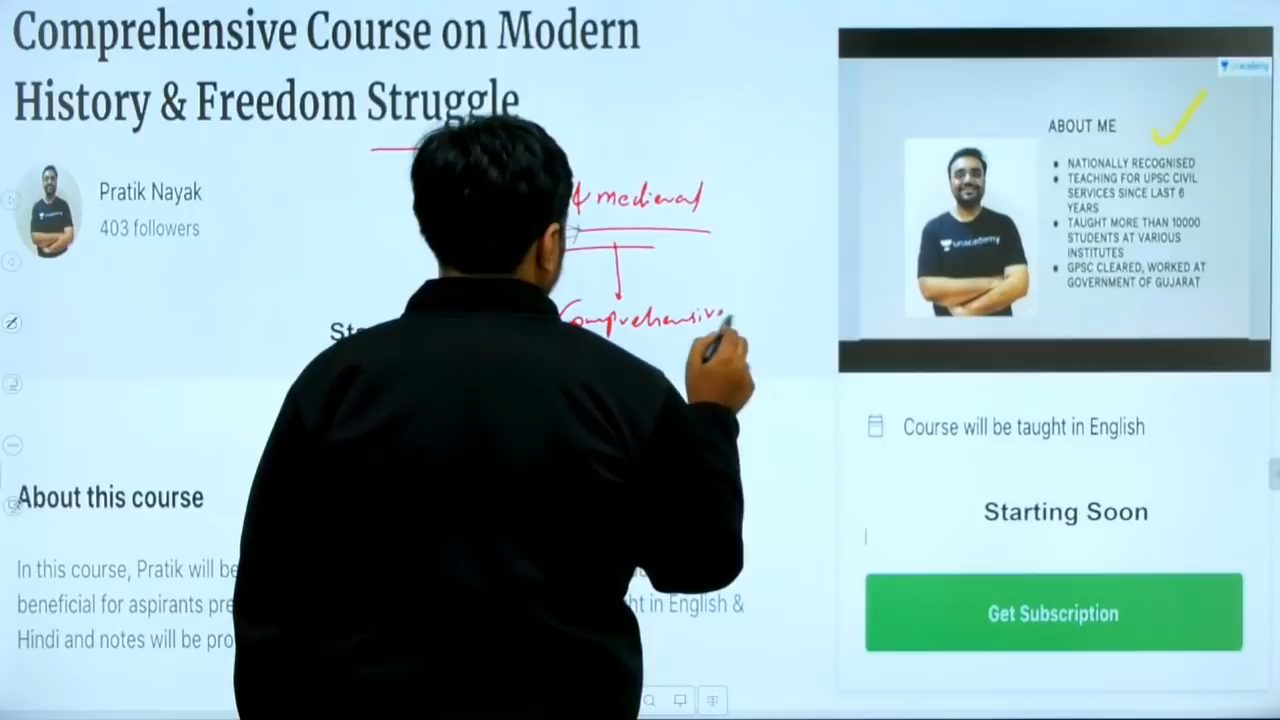 Comprehensive Course on Modern
History & Freedom Struggle
Pratik Nayak
403 followers
medieval
Comprehensive
About this course
In this course, Pratik will be
beneficial for aspirants
in English &
Hindi and notes will be
unacademy
ABOUT ME
NATIONALLY RECOGNISED
TEACHING FOR UPSC CIVIL
SERVICES SINCE LAST 6
YEARS
TAUGHT MORE THAN 10000
STUDENTS AT VARIOUS
INSTITUTES
GPSC CLEARED, WORKED AT
GOVERNMENT OF GUJARAT
unacademy
Course will be taught in English
Starting Soon
Get Subscription